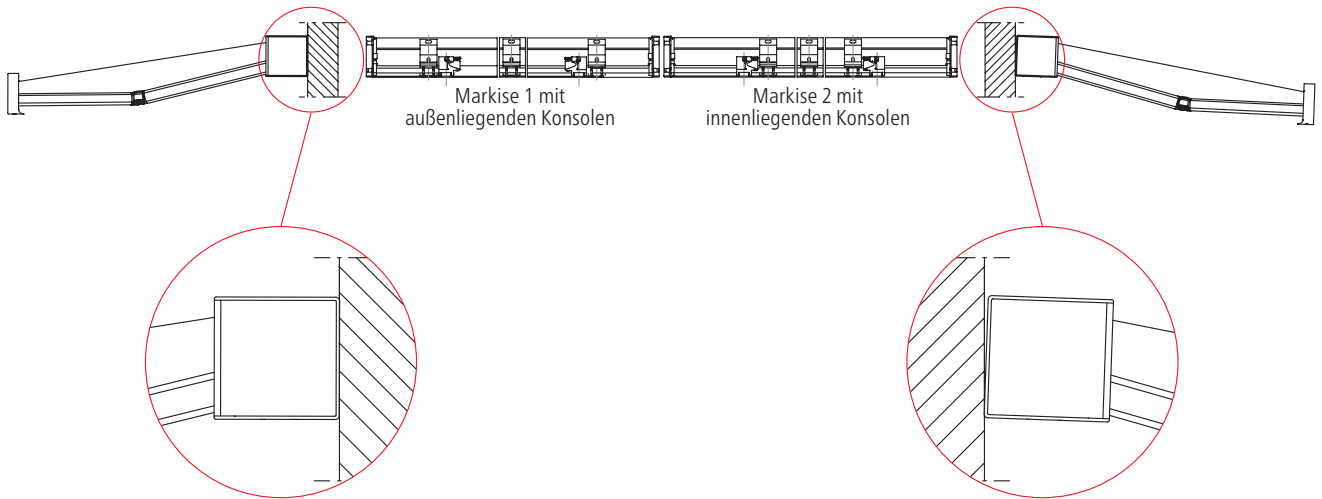 Markise 1 mit
außenliegenden Konsolen
Markise 2 mit
innenliegenden Konsolen